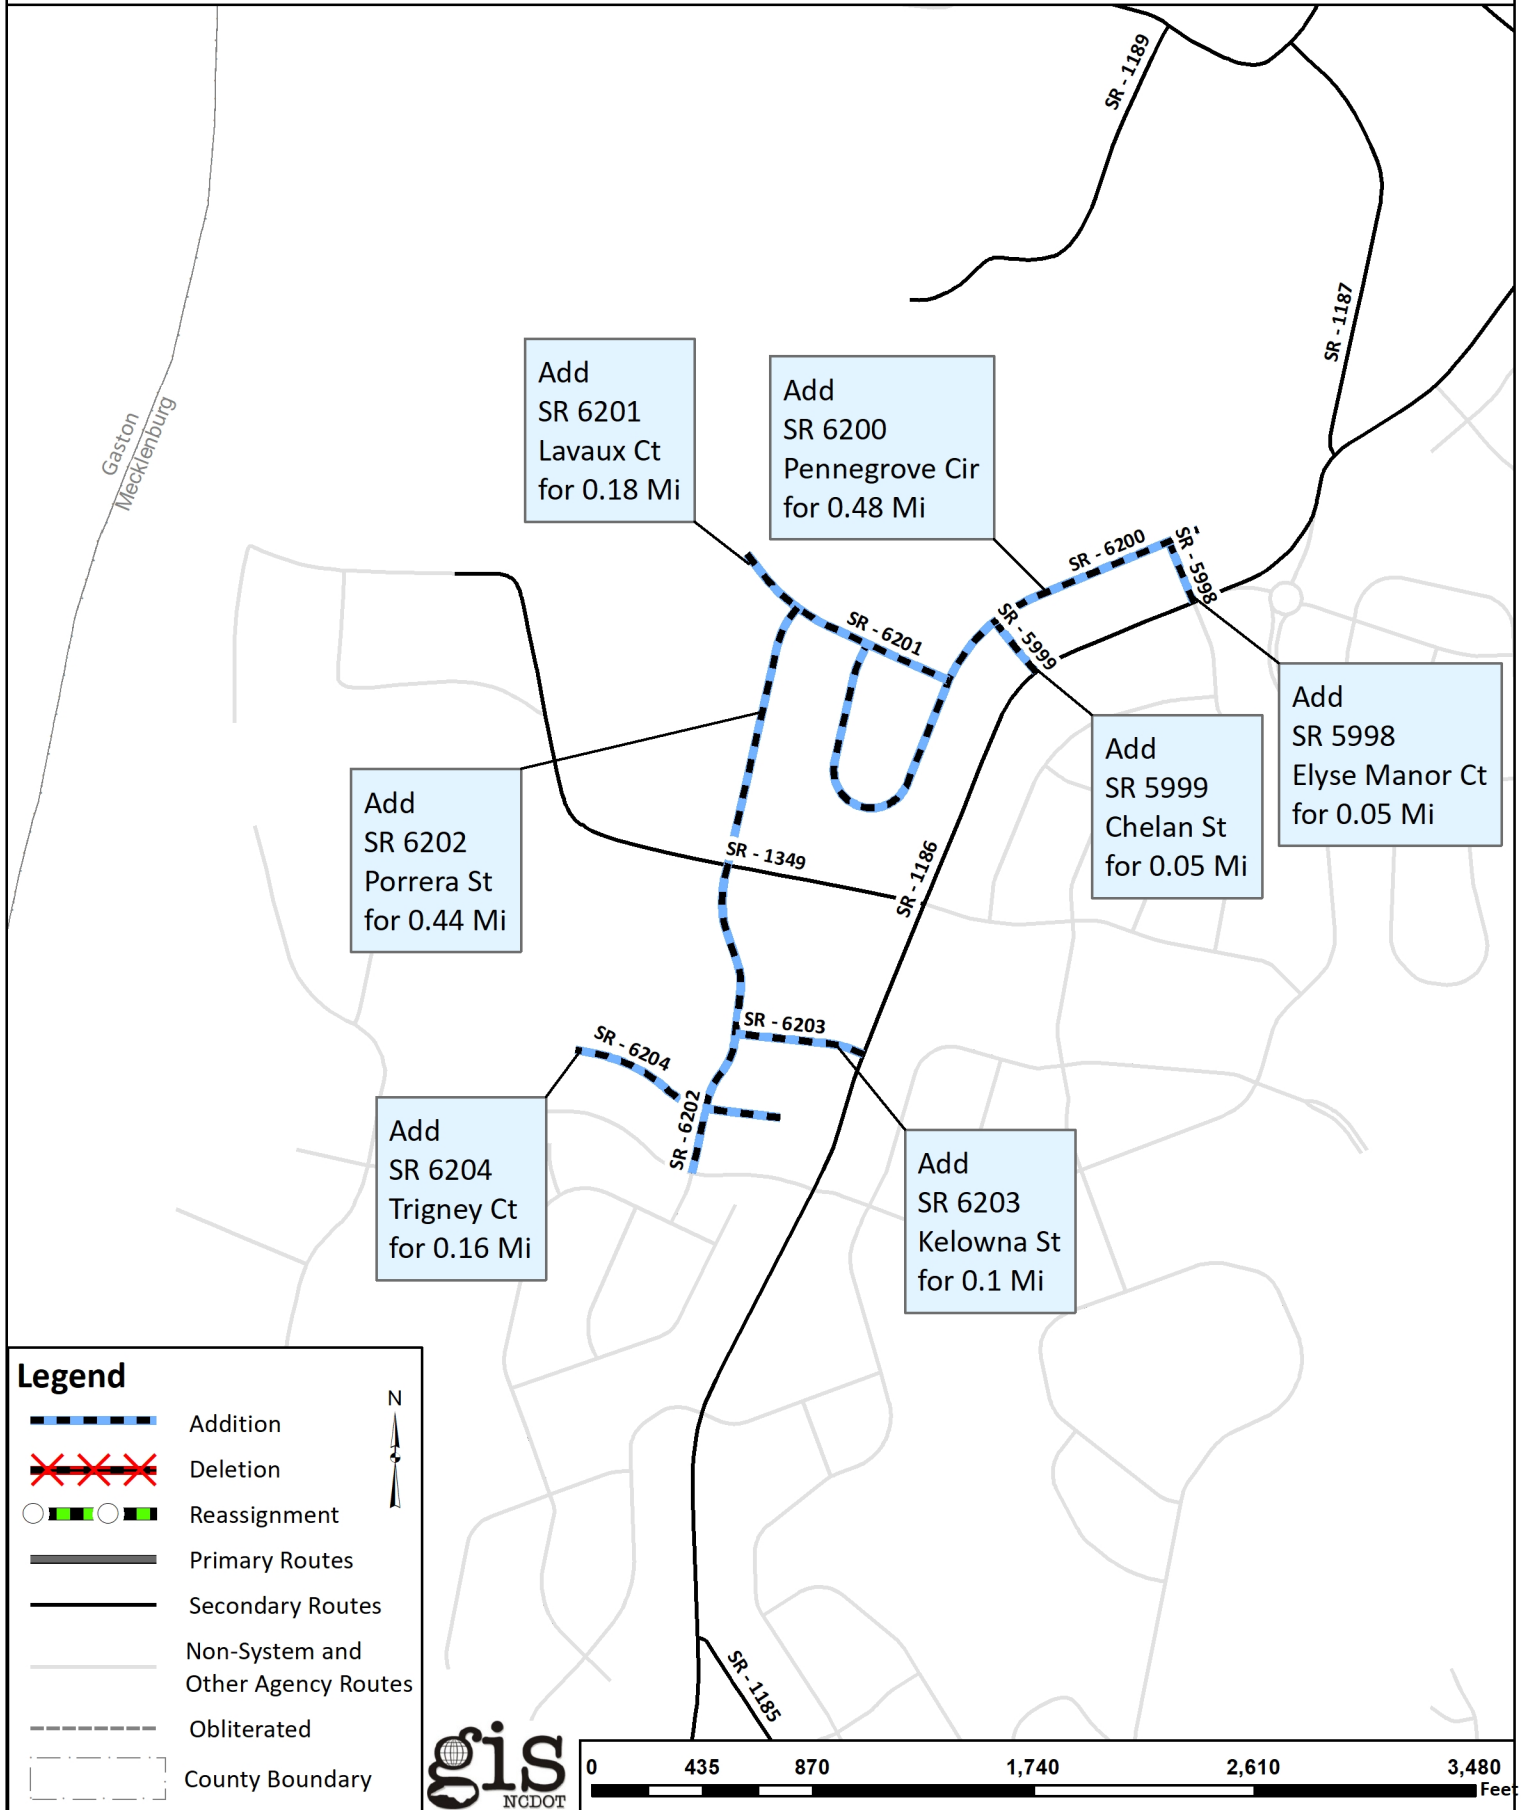 SR - 1189
SR - 1187
Gaston
Mecklenburg
Add
SR 6201
Lavaux Ct
for 0.18 Mi
Add
SR 6200
Pennegrove Cir
for 0.48 Mi
SR - 6200
SR - 5998
SR - 6201
SR - 5999
Add
SR 5998
Elyse Manor Ct
for 0.05 Mi
Add
SR 5999
Chelan St
for 0.05 Mi
Add
SR 6202
Porrera St
for 0.44 Mi
SR - 1349
SR - 1186
SR - 6203
SR - 6204
SR - 6202
Add
SR 6204
Trigney Ct
for 0.16 Mi
Add
SR 6203
Kelowna St
for 0.1 Mi
Legend
N
Addition
Deletion
Reassignment
Primary Routes
Secondary Routes
Non-System and
Other Agency Routes
Obliterated
County Boundary
SR - 1185
gis
NCDOT
0 435 870 1,740 2,610 3,480
Feet